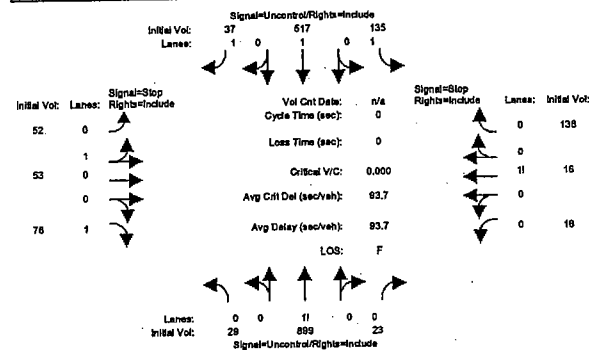 Signal=Uncontrol/Rights=Include
Initial Vol: 37 517 135
Lanes: 1 0 1 0 1
Signal=Stop
Initial Vol: Lanes: Rights=Include
Vol Cnt Date: n/a
Signal=Stop
Rights=Include Lanes: Initial Vol:
Cycle Time (sec): 0
52 0
0 138
Loss Time (sec): 0
1
0
53 0
Critical V/C: 0.000
1! 16
0
Avg Crit Del (sec/veh): 93.7
0
76 1
Avg Delay (sec/veh): 93.7
0 18
LOS: F
Lanes: 0 0 1! 0 0
Initial Vol: 29 899 23
Signal=Uncontrol/Rights=Include